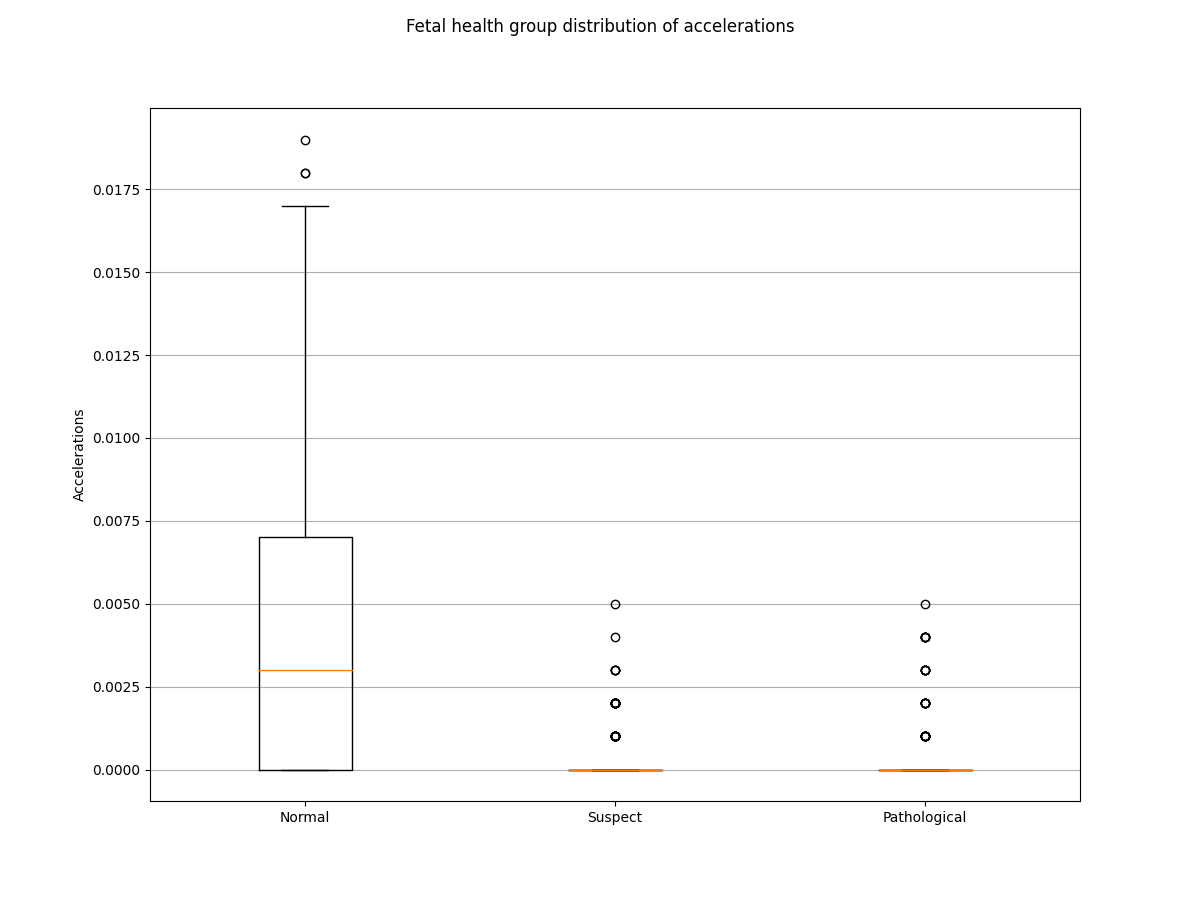 Fetal health group distribution of accelerations
Accelerations
0.0175
0.0150
0.0125
0.0100
0.0075
0.0050
0.0025
0.0000
Normal
Suspect
Pathological